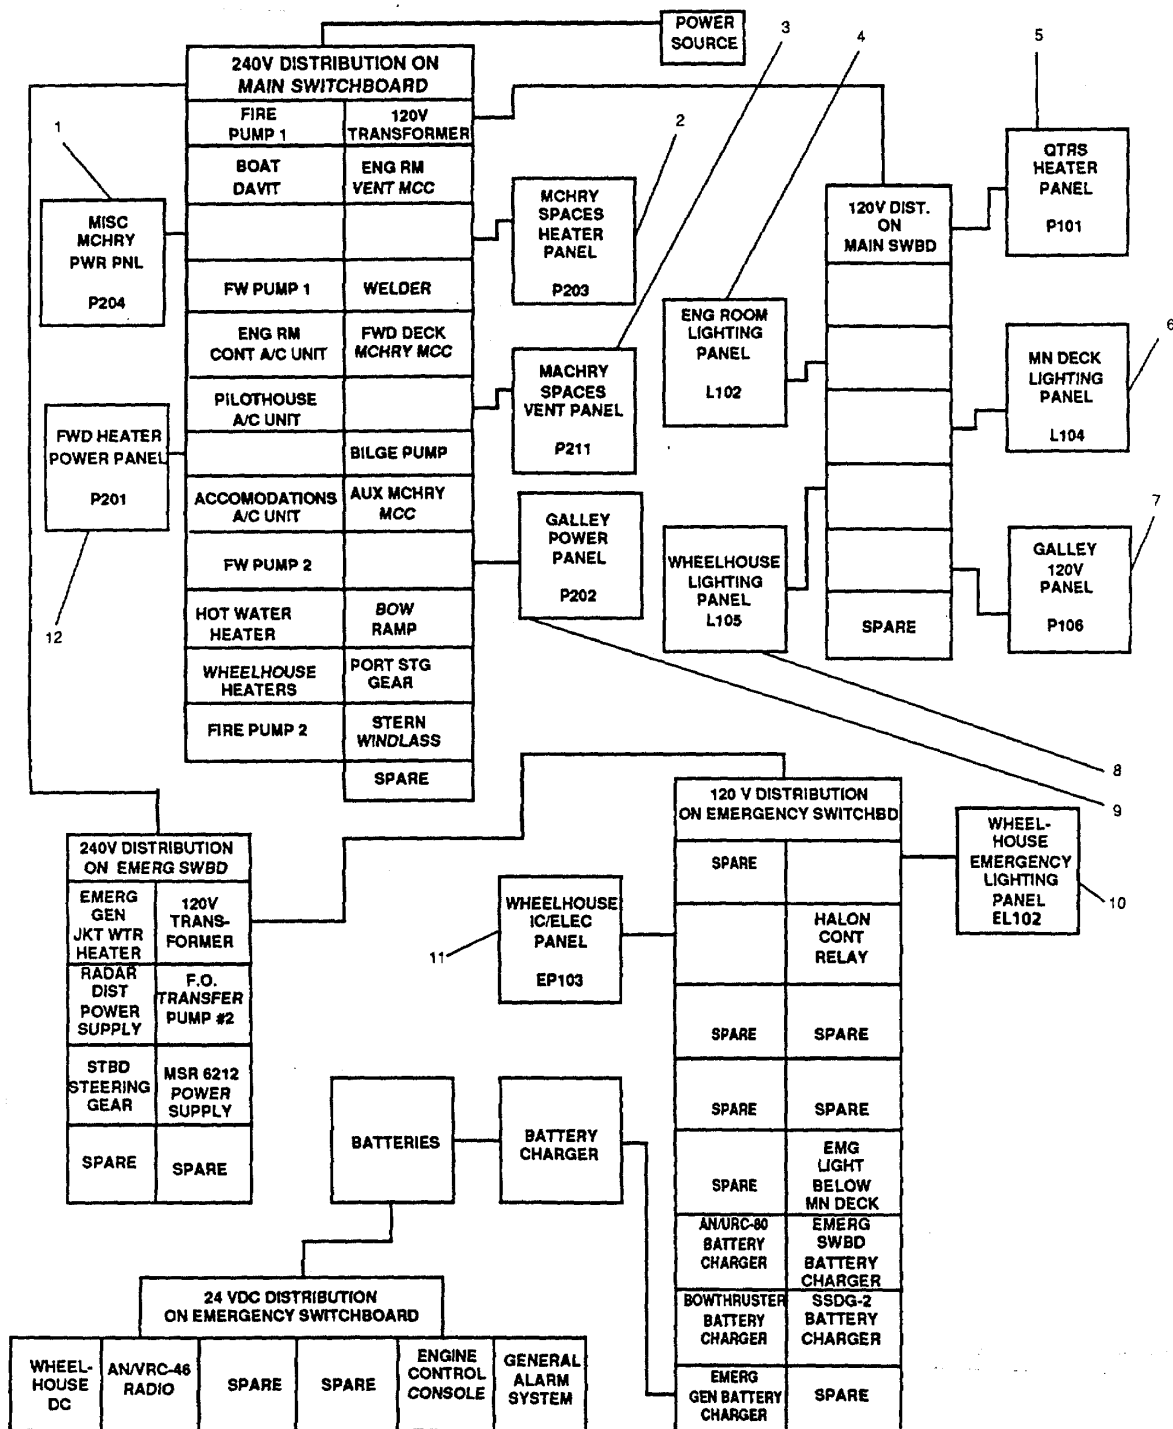 POWER
SOURCE
3
4
5
240V DISTRIBUTION ON
MAIN SWITCHBOARD
FIRE
PUMP 1
120V
TRANSFORMER
BOAT
DAVIT
ENG RM
VENT MCC
FW PUMP 1
WELDER
ENG RM
CONT A/C UNIT
FWD DECK
MCHRY MCC
PILOTHOUSE
A/C UNIT
BILGE PUMP
ACCOMODATIONS
A/C UNIT
AUX MCHRY
MCC
FW PUMP 2
HOT WATER
HEATER
BOW
RAMP
WHEELHOUSE
HEATERS
PORT STG
GEAR
FIRE PUMP 2
STERN
WINDLASS
SPARE
1
MISC
MCHRY
PWR PNL
P204
FWD HEATER
POWER PANEL
P201
12
2
MCHRY
SPACES
HEATER
PANEL
P203
MACHRY
SPACES
VENT PANEL
P211
GALLEY
POWER
PANEL
P202
ENG ROOM
LIGHTING
PANEL
L102
WHEELHOUSE
LIGHTING
PANEL
L105
120V DIST.
ON
MAIN SWBD
SPARE
QTRS
HEATER
PANEL
P101
6
MN DECK
LIGHTING
PANEL
L104
7
GALLEY
120V
PANEL
P106
8
9
240V DISTRIBUTION
ON EMERG SWBD
EMERG
GEN
JKT WTR
HEATER
120V
TRANS-
FORMER
RADAR
DIST
POWER
SUPPLY
F.O.
TRANSFER
PUMP #2
STBD
STEERING
GEAR
MSR 6212
POWER
SUPPLY
SPARE
SPARE
120 V DISTRIBUTION
ON EMERGENCY SWITCHBD
SPARE
HALON
CONT
RELAY
SPARE
SPARE
SPARE
SPARE
SPARE
EMG
LIGHT
BELOW
MN DECK
AN/URC-80
BATTERY
CHARGER
EMERG
SWBD
BATTERY
CHARGER
BOWTHRUSTER
BATTERY
CHARGER
SSDG-2
BATTERY
CHARGER
EMERG
GEN BATTERY
CHARGER
SPARE
WHEEL-
HOUSE
EMERGENCY
LIGHTING
PANEL
EL102
10
WHEELHOUSE
IC/ELEC
PANEL
EP103
11
BATTERIES
BATTERY
CHARGER
24 VDC DISTRIBUTION
ON EMERGENCY SWITCHBOARD
WHEEL-
HOUSE
DC
AN/VRC-46
RADIO
SPARE
SPARE
ENGINE
CONTROL
CONSOLE
GENERAL
ALARM
SYSTEM